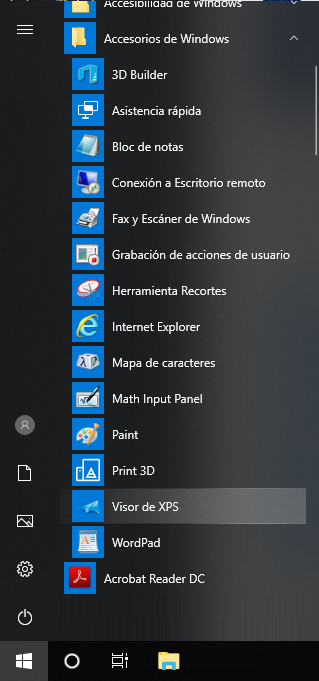 Accesibilidad de Windows
Accesorios de Windows
3D Builder
Asistencia rápida
Bloc de notas
Conexión a Escritorio remoto
Fax y Escáner de Windows
Grabación de acciones de usuario
Herramienta Recortes
Internet Explorer
Mapa de caracteres
Math Input Panel
Paint
Print 3D
Visor de XPS
WordPad
Acrobat Reader DC